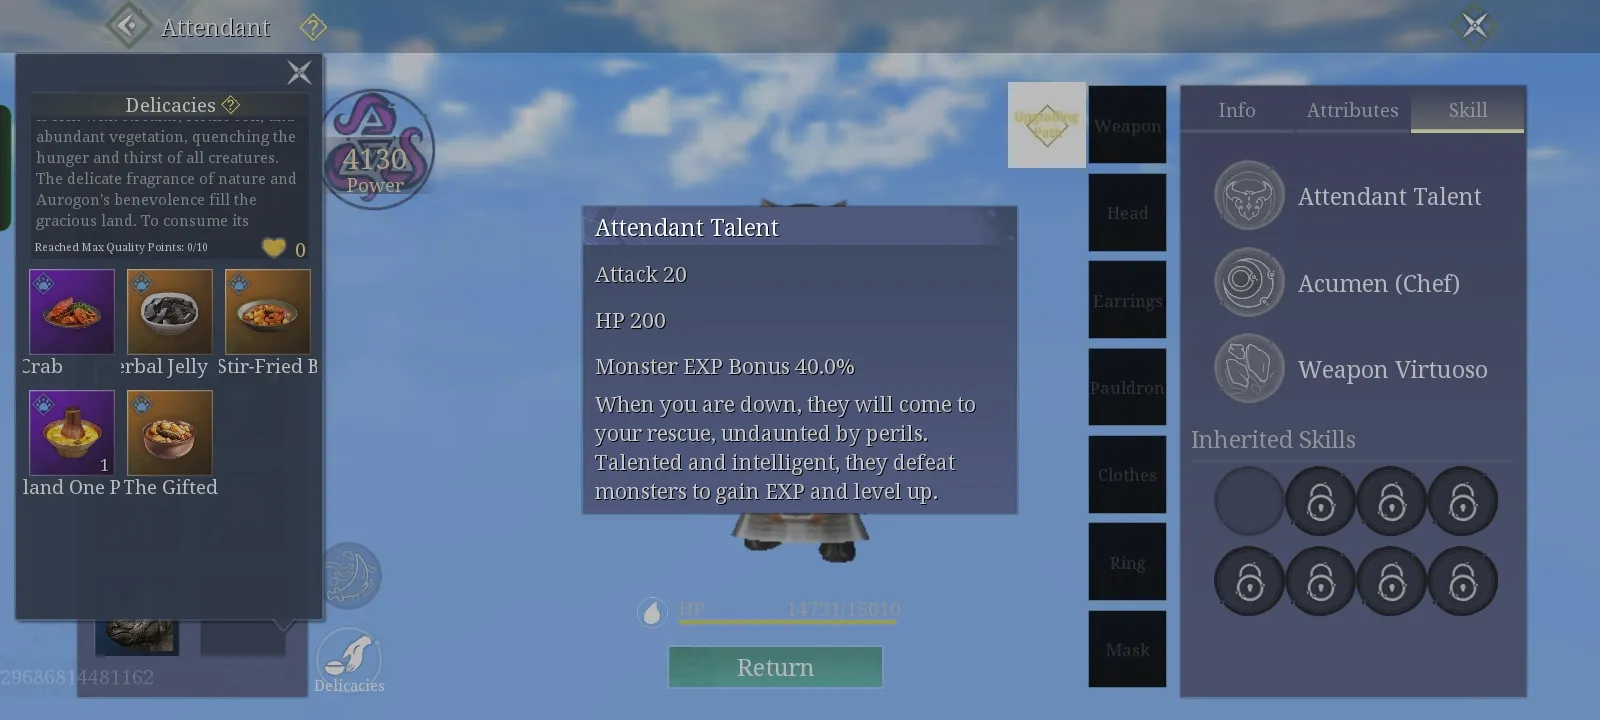 Attendant
Delicacies
abundant vegetation, quenching the
hunger and thirst of all creatures.
The delicate fragrance of nature and
Aurogon's benevolence fill the
gracious land. To consume its
Reached Max Quality Points: 0/10
0
Crab
erbal Jelly
Stir-Fried B
1
land One P
The Gifted
4130
Power
Delicacies
29686814481162
Attendant Talent
Attack 20
HP 200
Monster EXP Bonus 40.0%
When you are down, they will come to
your rescue, undaunted by perils.
Talented and intelligent, they defeat
monsters to gain EXP and level up.
HP 14731/15010
Return
Upgrading
Path
Weapon
Head
Earrings
Pauldron
Clothes
Ring
Mask
Info
Attributes
Skill
Attendant Talent
Acumen (Chef)
Weapon Virtuoso
Inherited Skills